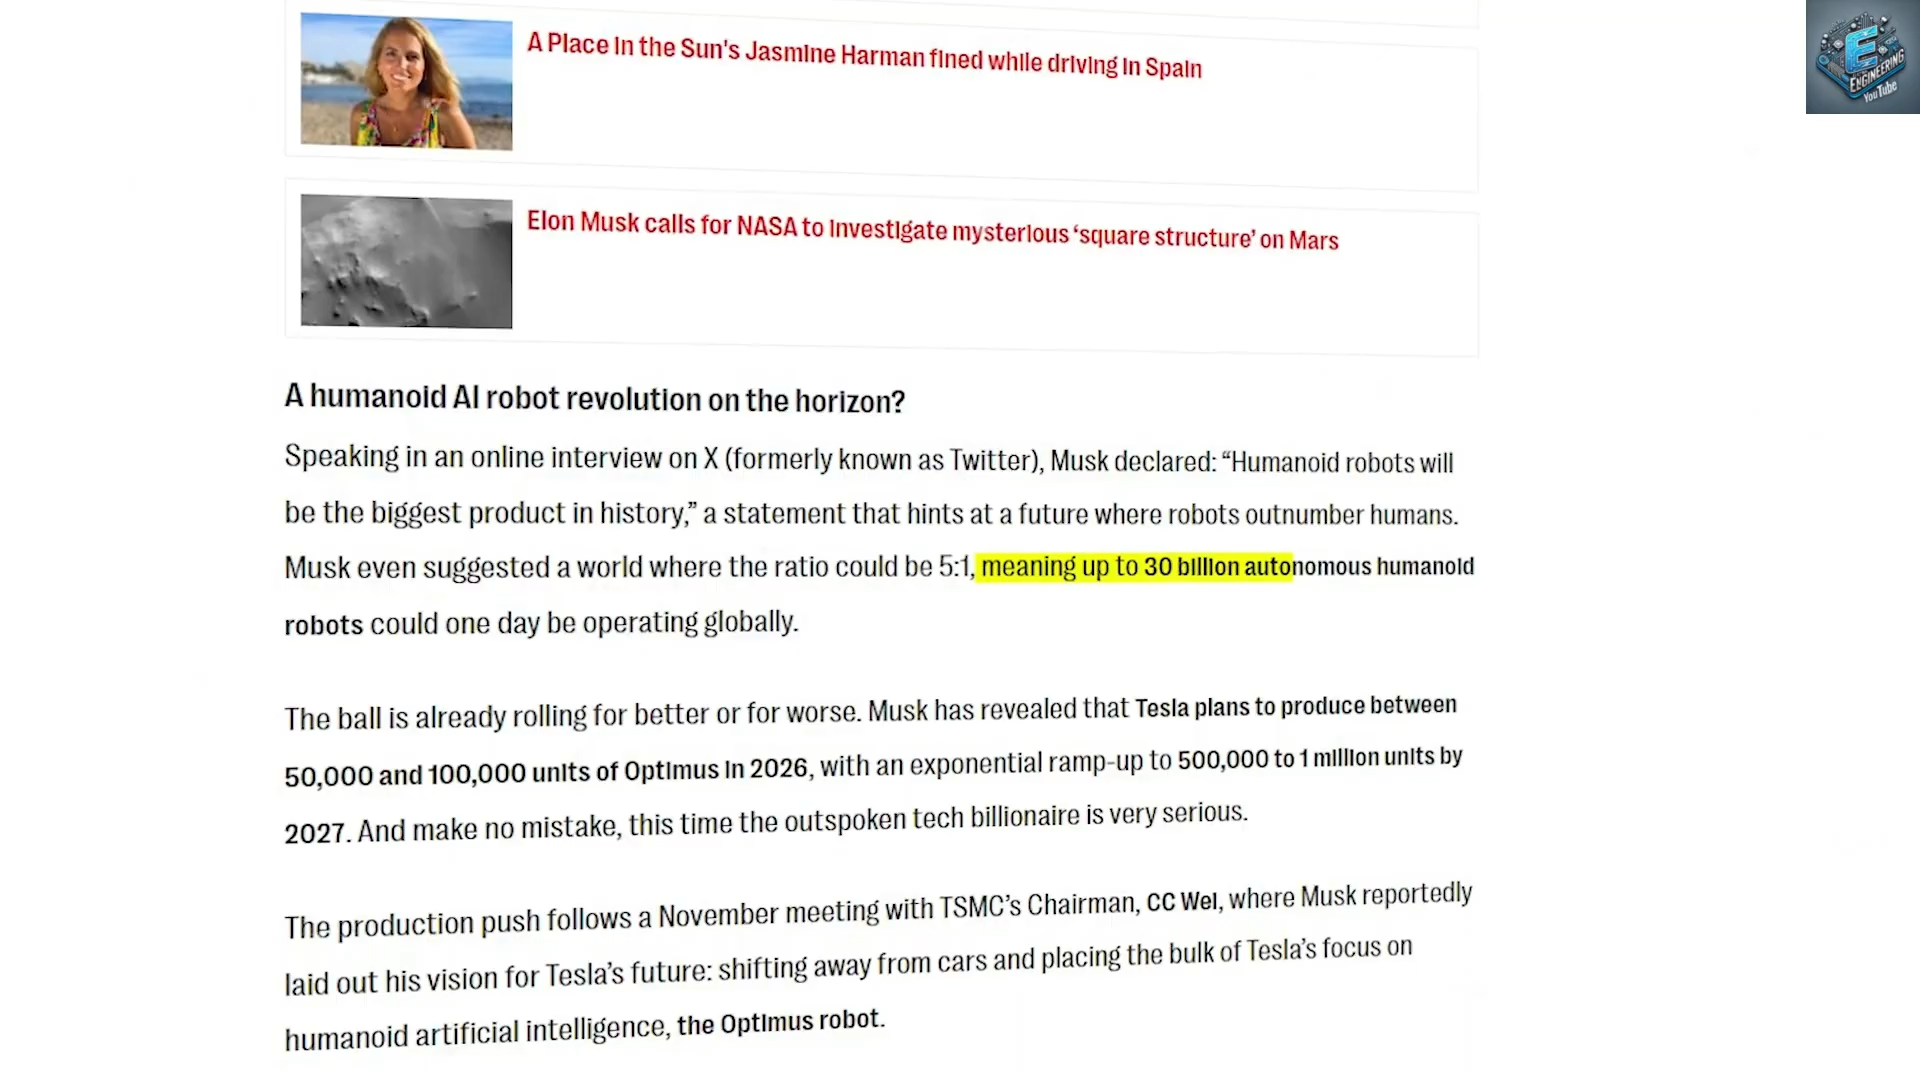 A Place in the Sun's Jasmine Harman fined while driving in Spain
Elon Musk calls for NASA to investigate mysterious ‘square structure’ on Mars
A humanoid AI robot revolution on the horizon?
Speaking in an online interview on X (formerly known as Twitter), Musk declared: “Humanoid robots will
be the biggest product in history,” a statement that hints at a future where robots outnumber humans.
Musk even suggested a world where the ratio could be 5:1, meaning up to 30 billion autonomous humanoid
robots could one day be operating globally.
The ball is already rolling for better or for worse. Musk has revealed that Tesla plans to produce between
50,000 and 100,000 units of Optimus in 2026, with an exponential ramp-up to 500,000 to 1 million units by
2027. And make no mistake, this time the outspoken tech billionaire is very serious.
The production push follows a November meeting with TSMC’s Chairman, CC Wei, where Musk reportedly
laid out his vision for Tesla’s future: shifting away from cars and placing the bulk of Tesla’s focus on
humanoid artificial intelligence, the Optimus robot.
E
ENGINEERING
YouTube